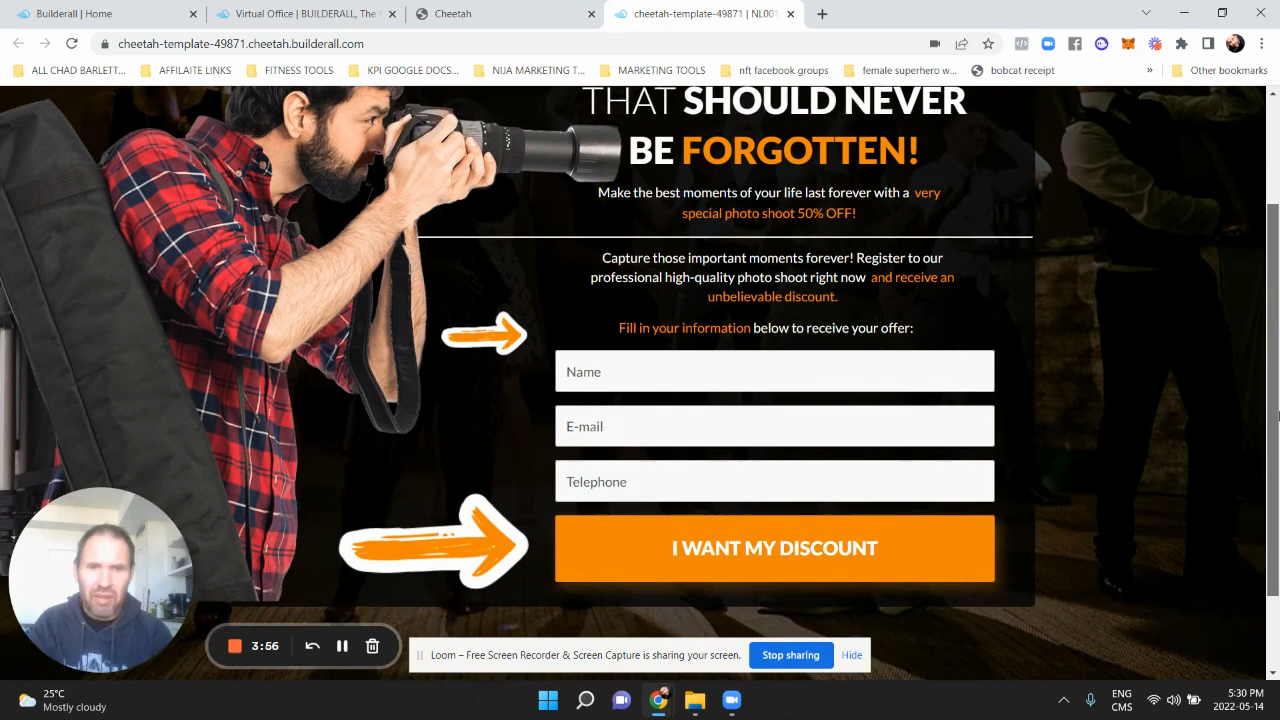 Builderall | Home
Virtual Office | BUILDERALL, The
Cheetah
cheetah-template-49871 | NL001
cheetah-template-49871.cheetah.builderall.com
ALL CHAD BARLETT...
AFFILAITE LINKS
FITNESS TOOLS
KPI GOOGLE DOCS...
NIJA MARKETING T...
MARKETING TOOLS
nft facebook groups
female superhero w...
bobcat receipt
»
Other bookmarks
THAT SHOULD NEVER
BE FORGOTTEN!
Make the best moments of your life last forever with a very
special photo shoot 50% OFF!
Capture those important moments forever! Register to our
professional high-quality photo shoot right now and receive an
unbelievable discount.
Fill in your information below to receive your offer:
Name
E-mail
Telephone
I WANT MY DISCOUNT
3:56
Loom – Free Screen Recorder & Screen Capture is sharing your screen.
Stop sharing
Hide
25°C
Mostly cloudy
ENG
CMS
5:30 PM
2022-05-14